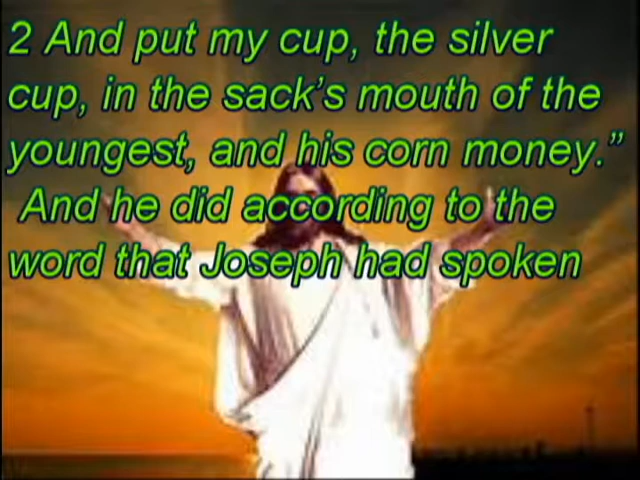 2 And put my cup, the silver
cup, in the sack’s mouth of the
youngest, and his corn money.”
And he did according to the
word that Joseph had spoken